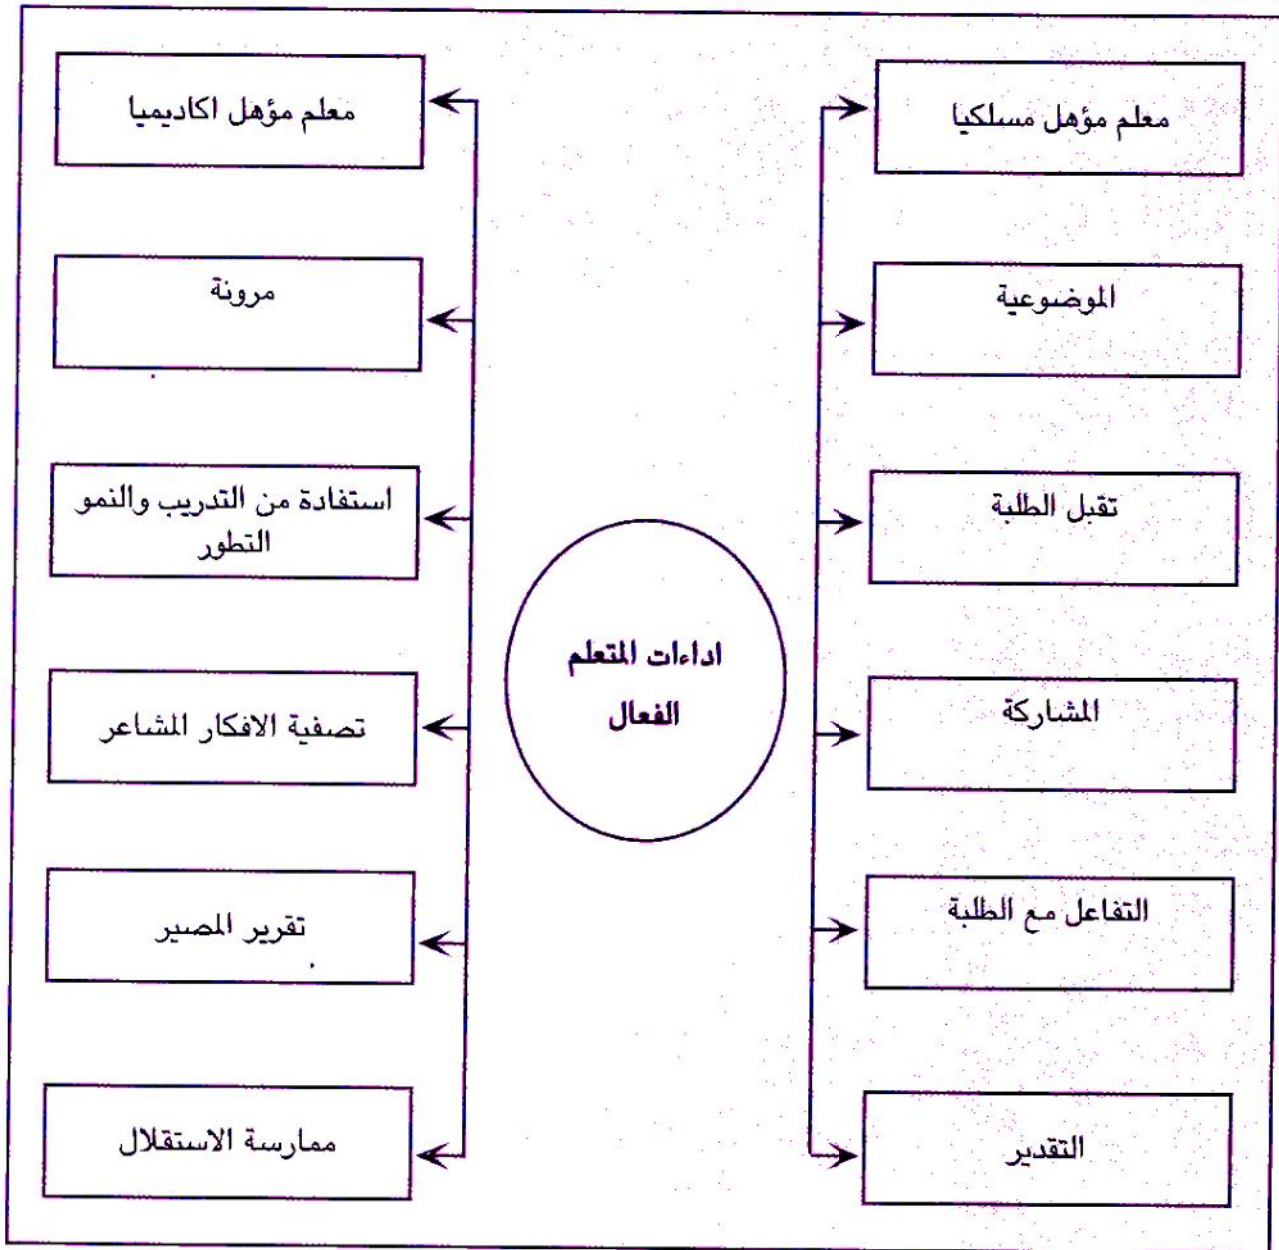 معلم مؤهل مسلكيا
معلم مؤهل اكاديميا
الموضوعية
مرونة
تقبل الطلبة
استفادة من التدريب والنمو
التطور
اداءات المتعلم
الفعال
المشاركة
تصفية الافكار المشاعر
التفاعل مع الطلبة
تقرير المصير
التقدير
ممارسة الاستقلال